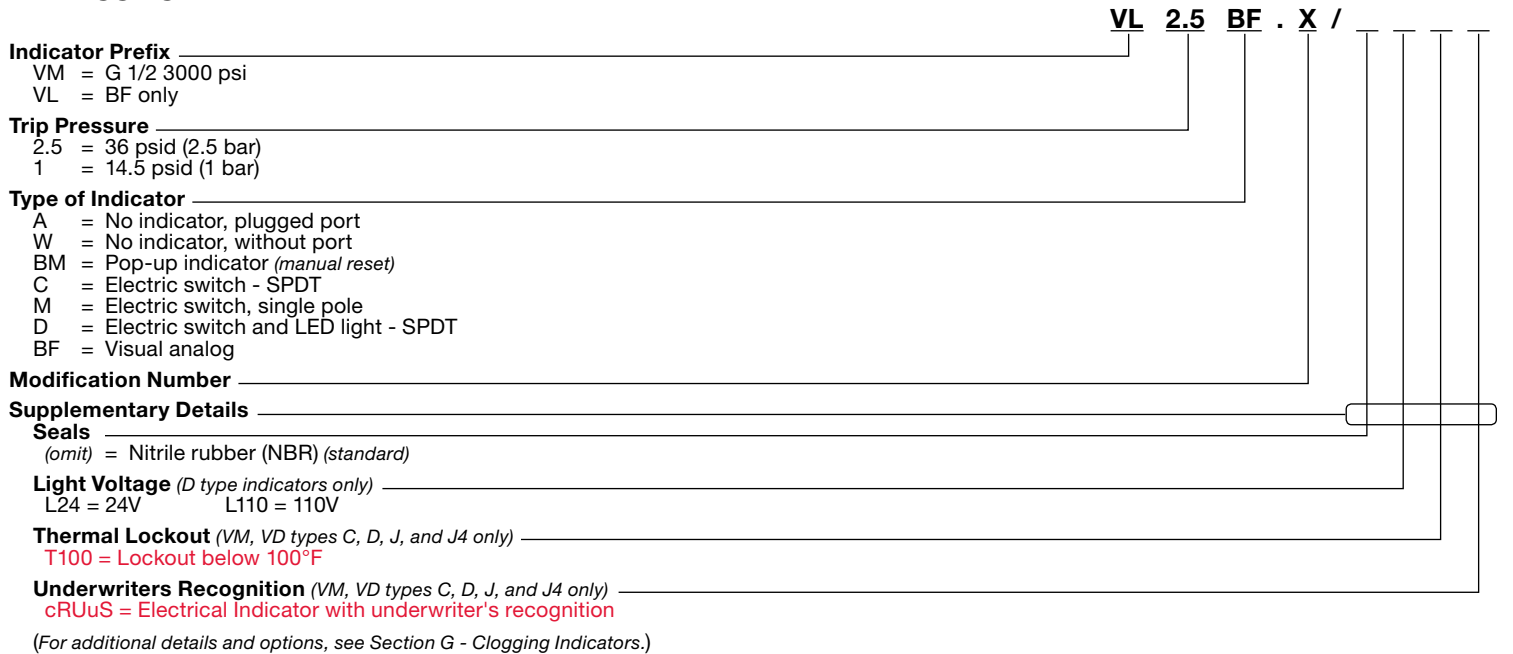 VL 2.5 BF . X / _ _ _ _
Indicator Prefix
VM = G 1/2 3000 psi
VL = BF only
Trip Pressure
2.5 = 36 psid (2.5 bar)
1 = 14.5 psid (1 bar)
Type of Indicator
A = No indicator, plugged port
W = No indicator, without port
BM = Pop-up indicator (manual reset)
C = Electric switch - SPDT
M = Electric switch, single pole
D = Electric switch and LED light - SPDT
BF = Visual analog
Modification Number
Supplementary Details
Seals
(omit) = Nitrile rubber (NBR) (standard)
Light Voltage (D type indicators only)
L24 = 24V L110 = 110V
Thermal Lockout (VM, VD types C, D, J, and J4 only)
T100 = Lockout below 100°F
Underwriters Recognition (VM, VD types C, D, J, and J4 only)
cRUuS = Electrical Indicator with underwriter's recognition
(For additional details and options, see Section G - Clogging Indicators.)